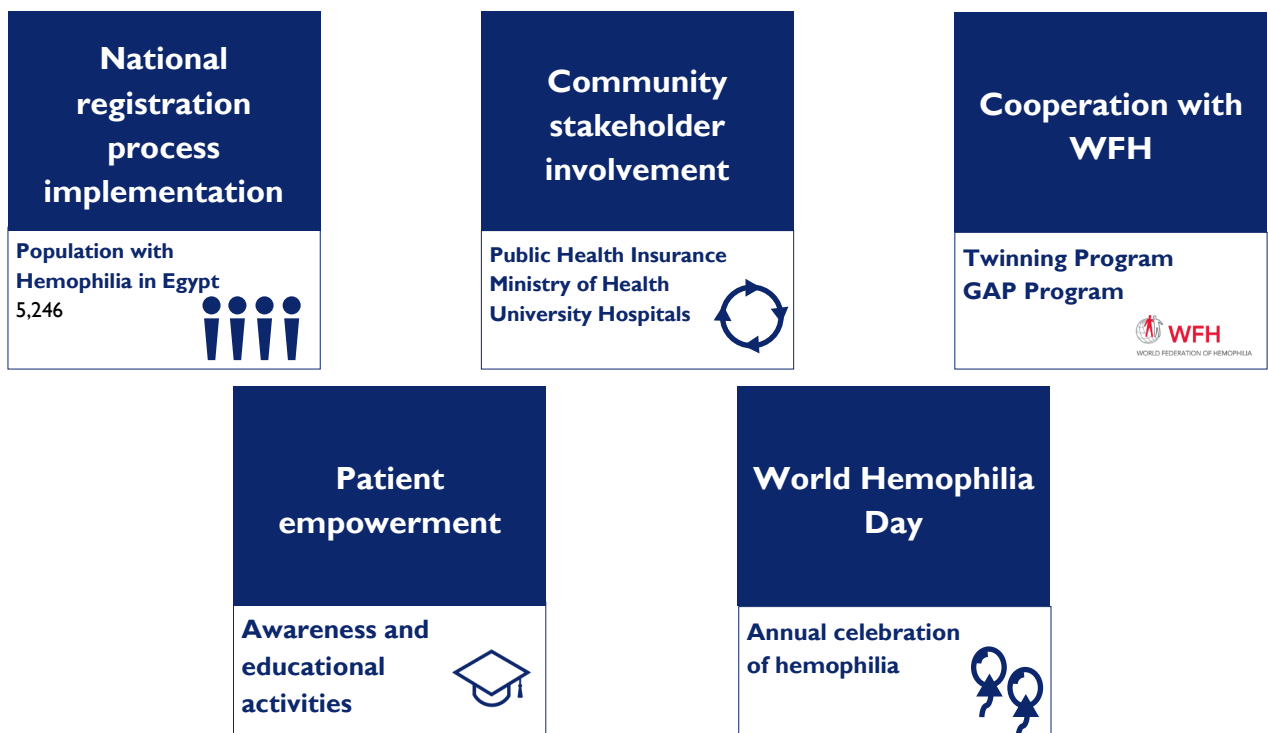 National
registration
process
implementation
Population with
Hemophilia in Egypt
5,246
Community
stakeholder
involvement
Public Health Insurance
Ministry of Health
University Hospitals
Cooperation with
WFH
Twinning Program
GAP Program
WFH
WORLD FEDERATION OF HEMOPHILIA
Patient
empowerment
Awareness and
educational
activities
World Hemophilia
Day
Annual celebration
of hemophilia